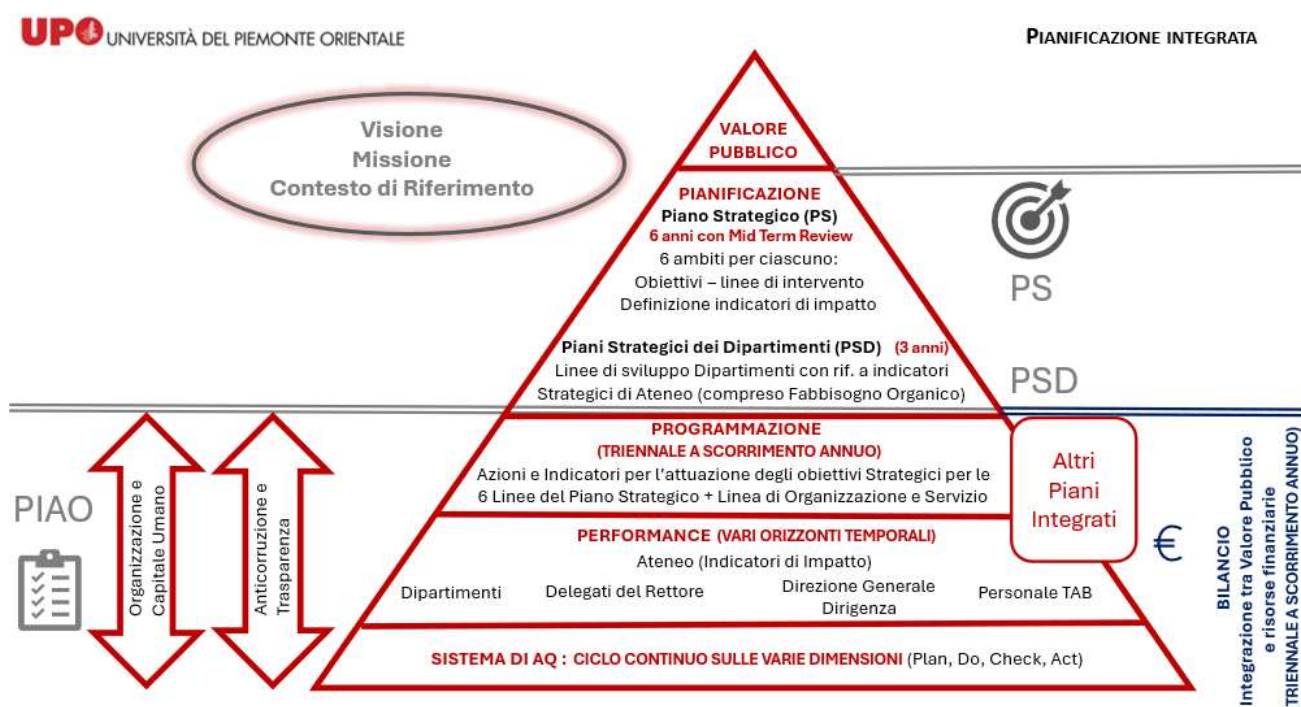 UPO UNIVERSITÀ DEL PIEMONTE ORIENTALE
PIANIFICAZIONE INTEGRATA
Visione
Missione
Contesto di Riferimento
VALORE
PUBBLICO
PIANIFICAZIONE
Piano Strategico (PS)
6 anni con Mid Term Review
6 ambiti per ciascuno:
Obiettivi – linee di intervento
Definizione indicatori di impatto
PS
Piani Strategici dei Dipartimenti (PSD) (3 anni)
Linee di sviluppo Dipartimenti con rif. a indicatori
Strategici di Ateneo (compreso Fabbisogno Organico)
PSD
PROGRAMMAZIONE
(TRIENNALE A SCORRIMENTO ANNUO)
Azioni e Indicatori per l'attuazione degli obiettivi Strategici per le
6 Linee del Piano Strategico + Linea di Organizzazione e Servizio
Altri
Piani
Integrati
PIAO
Organizzazione e
Capitale Umano
Anticorruzione e
Trasparenza
PERFORMANCE (VARI ORIZZONTI TEMPORALI)
Ateneo (Indicatori di Impatto)
Dipartimenti
Delegati del Rettore
Direzione Generale
Dirigenza
Personale TAB
SISTEMA DI AQ : CICLO CONTINUO SULLE VARIE DIMENSIONI (Plan, Do, Check, Act)
€
BILANCIO
Integrazione tra Valore Pubblico
e risorse finanziarie
TRIENNALE A SCORRIMENTO ANNUO)